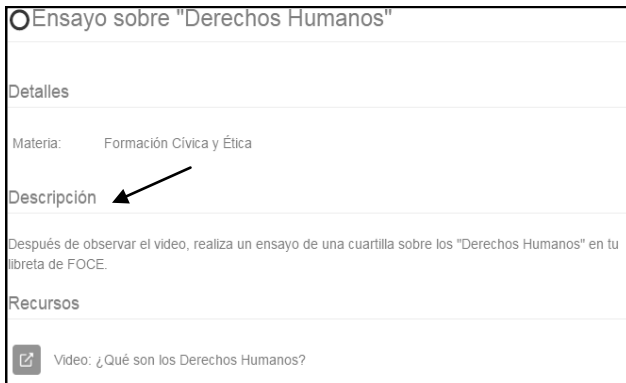 Ensayo sobre "Derechos Humanos"
Detalles
Materia: Formación Cívica y Ética
Descripción
Después de observar el video, realiza un ensayo de una cuartilla sobre los "Derechos Humanos" en tu
libreta de FOCE.
Recursos
Video: ¿Qué son los Derechos Humanos?